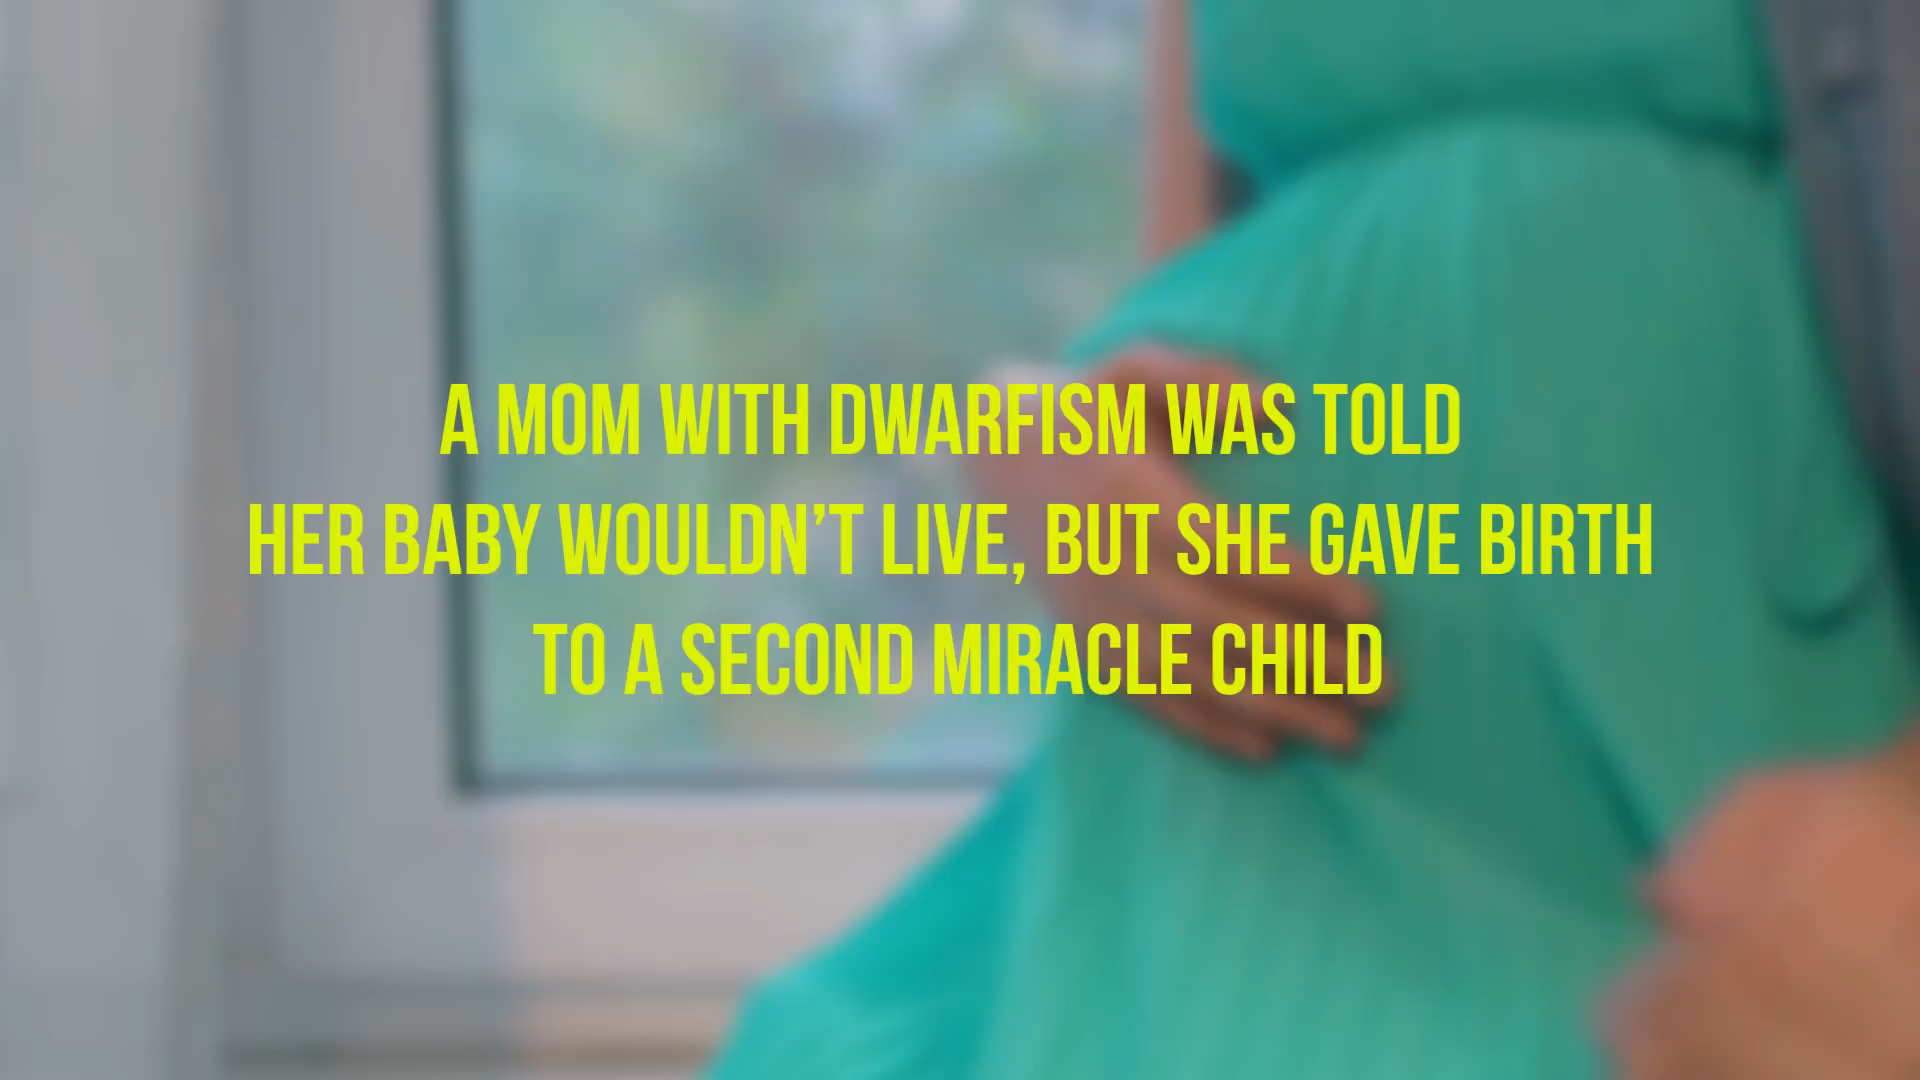 A MOM WITH DWARFISM WAS TOLD
HER BABY WOULDN’T LIVE, BUT SHE GAVE BIRTH
TO A SECOND MIRACLE CHILD